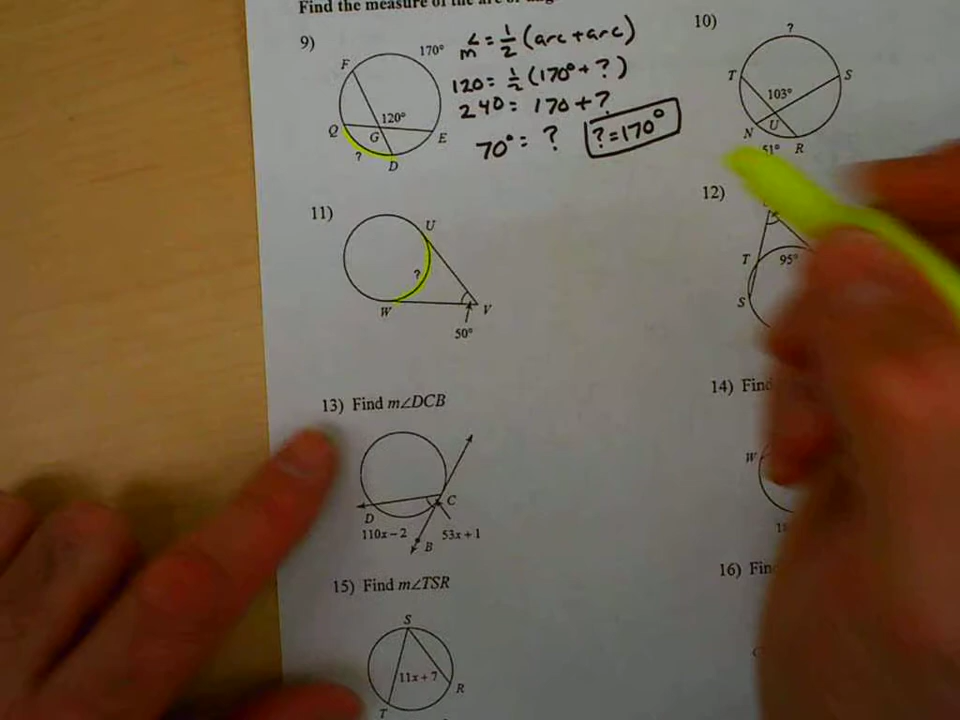 Find the measure of the arc or
9)
F
170°
120°
Q
G
E
?
D
m∠ = ½ (arc + arc)
120 = ½ (170° + ?)
240 = 170 + ?
70° = ?
? = 170°
10)
?
T
S
103°
N
U
R
51°
11)
U
?
W
V
50°
12)
T
95°
S
13) Find m∠DCB
D
C
110x − 2
53x + 1
B
14) Find
W
15) Find m∠TSR
S
11x + 7
R
T
16) Fin